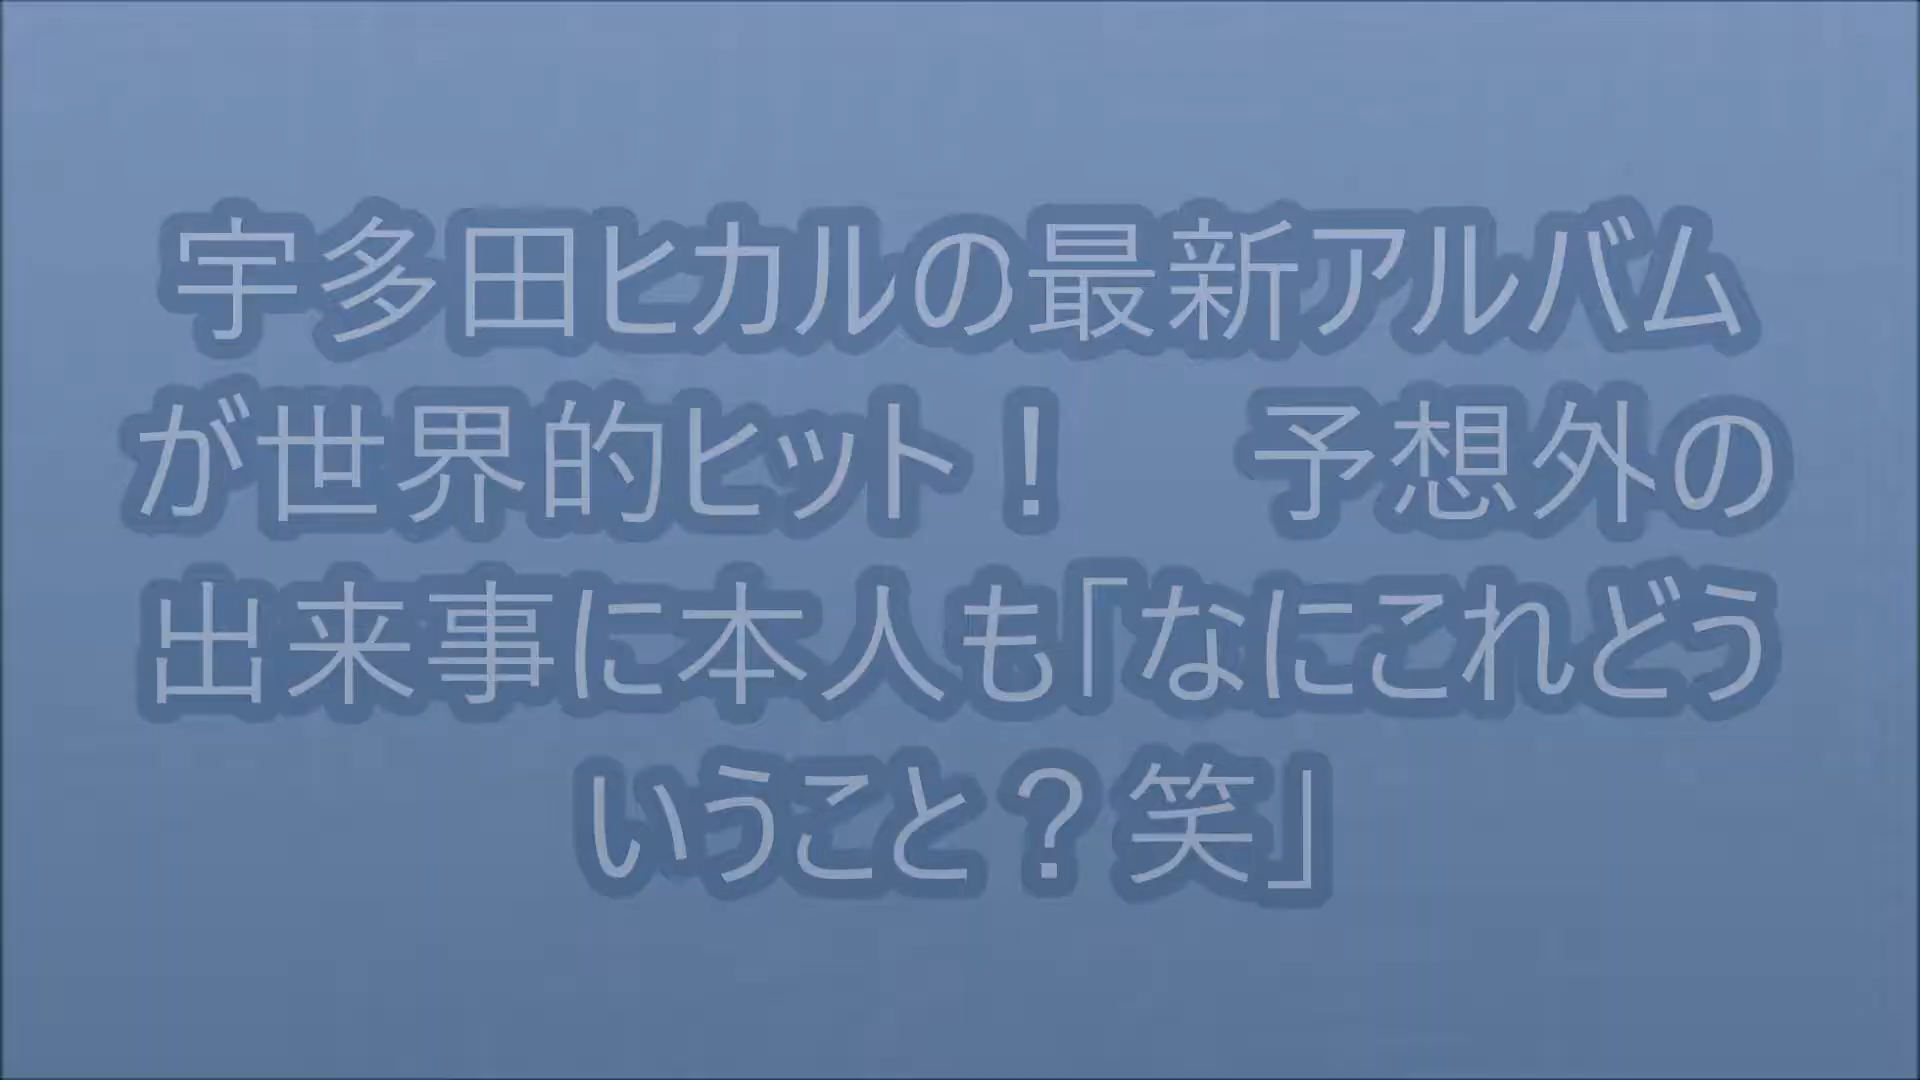 宇多田ヒカルの最新アルバム
が世界的ヒット！　予想外の
出来事に本人も「なにこれどう
いうこと？笑」